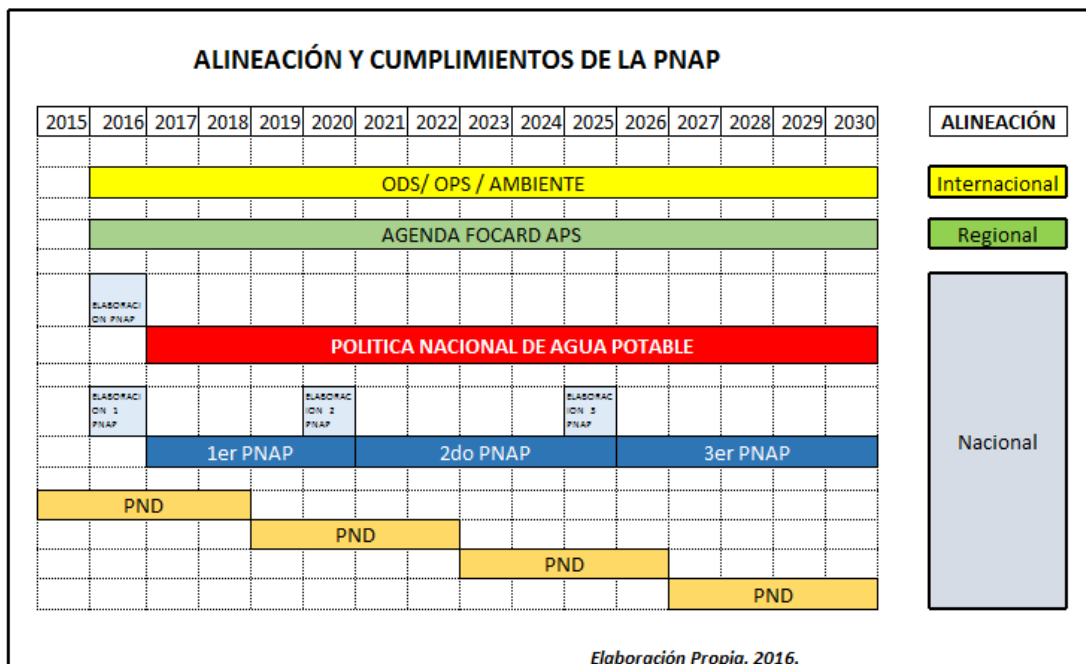 ALINEACIÓN Y CUMPLIMIENTOS DE LA PNAP
2015 2016 2017 2018 2019 2020 2021 2022 2023 2024 2025 2026 2027 2028 2029 2030
ALINEACIÓN
ODS/ OPS / AMBIENTE
Internacional
AGENDA FOCARD APS
Regional
ELABORACI
ON PNAP
POLITICA NACIONAL DE AGUA POTABLE
ELABORACI
ON 1
PNAP
ELABORAC
ION 2
PNAP
ELABORAC
ION 3
PNAP
1er PNAP
2do PNAP
3er PNAP
Nacional
PND
PND
PND
PND
Elaboración Propia. 2016.